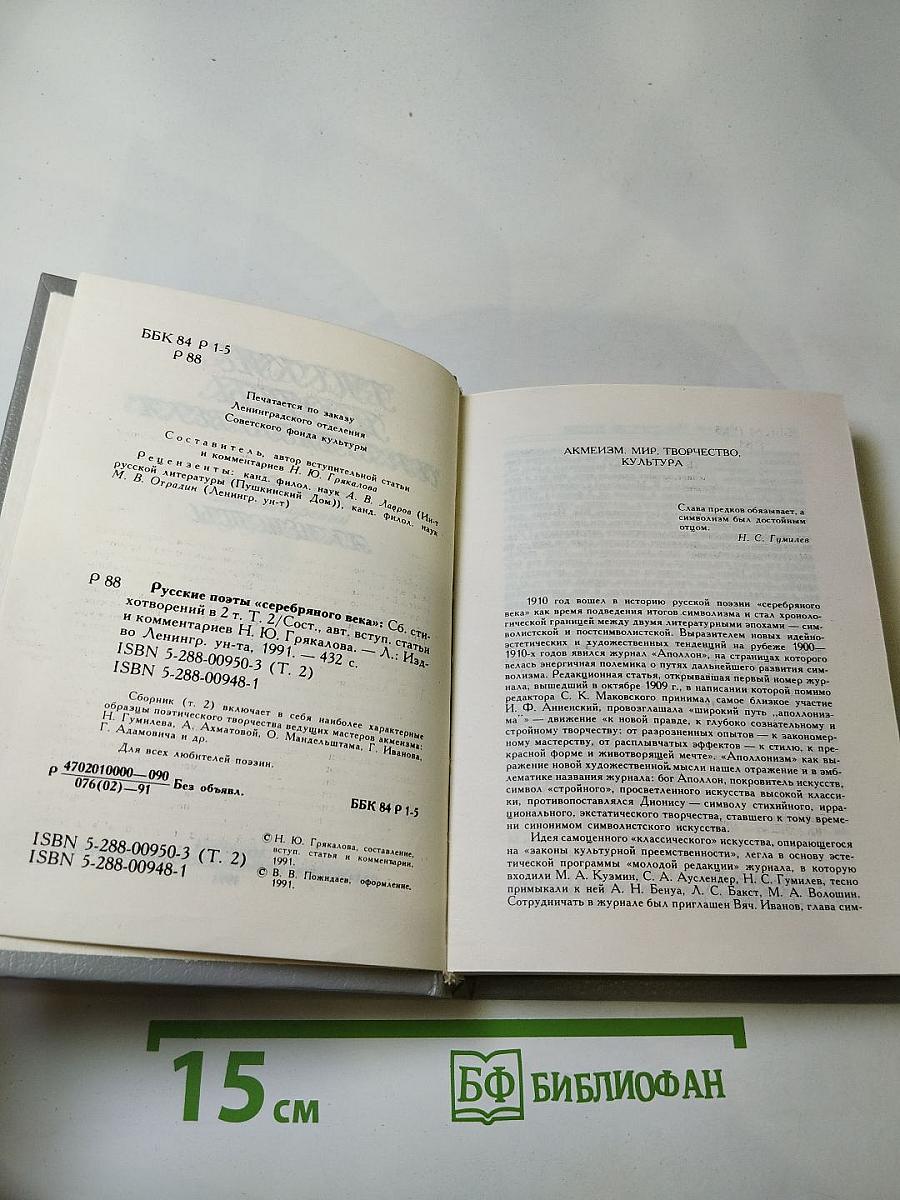 ББК 84 Р 1-5
Р 88
Печатается по заказу
Ленинградского отделения
Советского фонда культуры
Составитель, автор вступительной статьи
и комментариев Н. Ю. Грякалова
Рецензенты: канд. филол. наук А. В. Лавров (Ин-т
русской литературы (Пушкинский Дом)), канд. филол. наук
М. В. Отрадин (Ленингр. ун-т)
Р 88 Русские поэты «серебряного века»: Сб. сти-
хотворений в 2 т. Т. 2/Сост., авт. вступ. статьи
и комментариев Н. Ю. Грякалова. — Л.: Изд-
во Ленингр. ун-та, 1991. — 432 с.
ISBN 5-288-00950-3 (Т. 2)
ISBN 5-288-00948-1
Сборник (т. 2) включает в себя наиболее характерные
образцы поэтического творчества ведущих мастеров акмеизма:
Н. Гумилева, А. Ахматовой, О. Мандельштама, Г. Иванова,
Г. Адамовича и др.
Для всех любителей поэзии.
Р 4702010000—090
076(02)—91 Без объявл.
ББК 84 Р 1-5
ISBN 5-288-00950-3 (Т. 2)
ISBN 5-288-00948-1
© Н. Ю. Грякалова, составление,
вступ. статья и комментарии,
1991.
© В. В. Пожидаев, оформление,
1991.
АКМЕИЗМ. МИР, ТВОРЧЕСТВО,
КУЛЬТУРА
Слава предков обязывает, а
символизм был достойным
отцом.
Н. С. Гумилев
1910 год вошел в историю русской поэзии «серебряного
века» как время подведения итогов символизма и стал хроноло-
гической границей между двумя литературными эпохами — сим-
волистской и постсимволистской. Выразителем новых идейно-
эстетических и художественных тенденций на рубеже 1900—
1910-х годов явился журнал «Аполлон», на страницах которого
велась энергичная полемика о путях дальнейшего развития сим-
волизма. Редакционная статья, открывавшая первый номер жур-
нала, вышедший в октябре 1909 г., в написании которой помимо
редактора С. К. Маковского принимал самое близкое участие
И. Ф. Анненский, провозглашала «широкий путь „аполлониз-
ма“» — движение «к новой правде, к глубоко сознательному и
стройному творчеству: от разрозненных опытов — к закономер-
ному мастерству, от расплывчатых эффектов — к стилю, к пре-
красной форме и животворящей мечте». «Аполлонизм» как вы-
ражение новой художественной мысли нашел отражение и в эмб-
лематике названия журнала: бог Аполлон, покровитель искусств,
символ «стройного», просветленного искусства высокой класси-
ки, противопоставлялся Дионису — символу стихийного, ирра-
ционального, экстатического творчества, ставшего к тому време-
ни синонимом символистского искусства.
Идея самоценного «классического» искусства, опирающегося
на «законы культурной преемственности», легла в основу эсте-
тической программы «молодой редакции» журнала, в которую
входили М. А. Кузмин, С. А. Ауслендер, Н. С. Гумилев, тесно
примыкали к ней А. Н. Бенуа, Л. С. Бакст, М. А. Волошин.
Сотрудничать в журнале был приглашен Вяч. Иванов, глава сим-
15 см
БФ БИБЛИОФАН